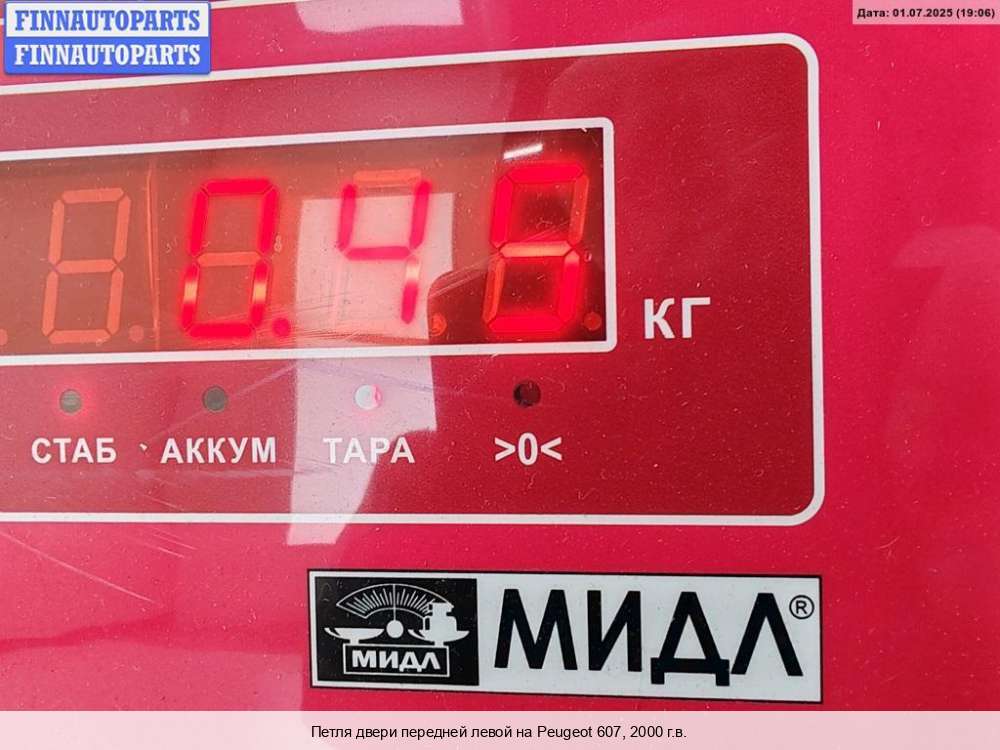 FINNAUTOPARTS
FINNAUTOPARTS
Дата: 01.07.2025 (19:06)
0.45
КГ
СТАБ АККУМ ТАРА >0<
МИДЛ
МИДЛ®
Петля двери передней левой на Peugeot 607, 2000 г.в.